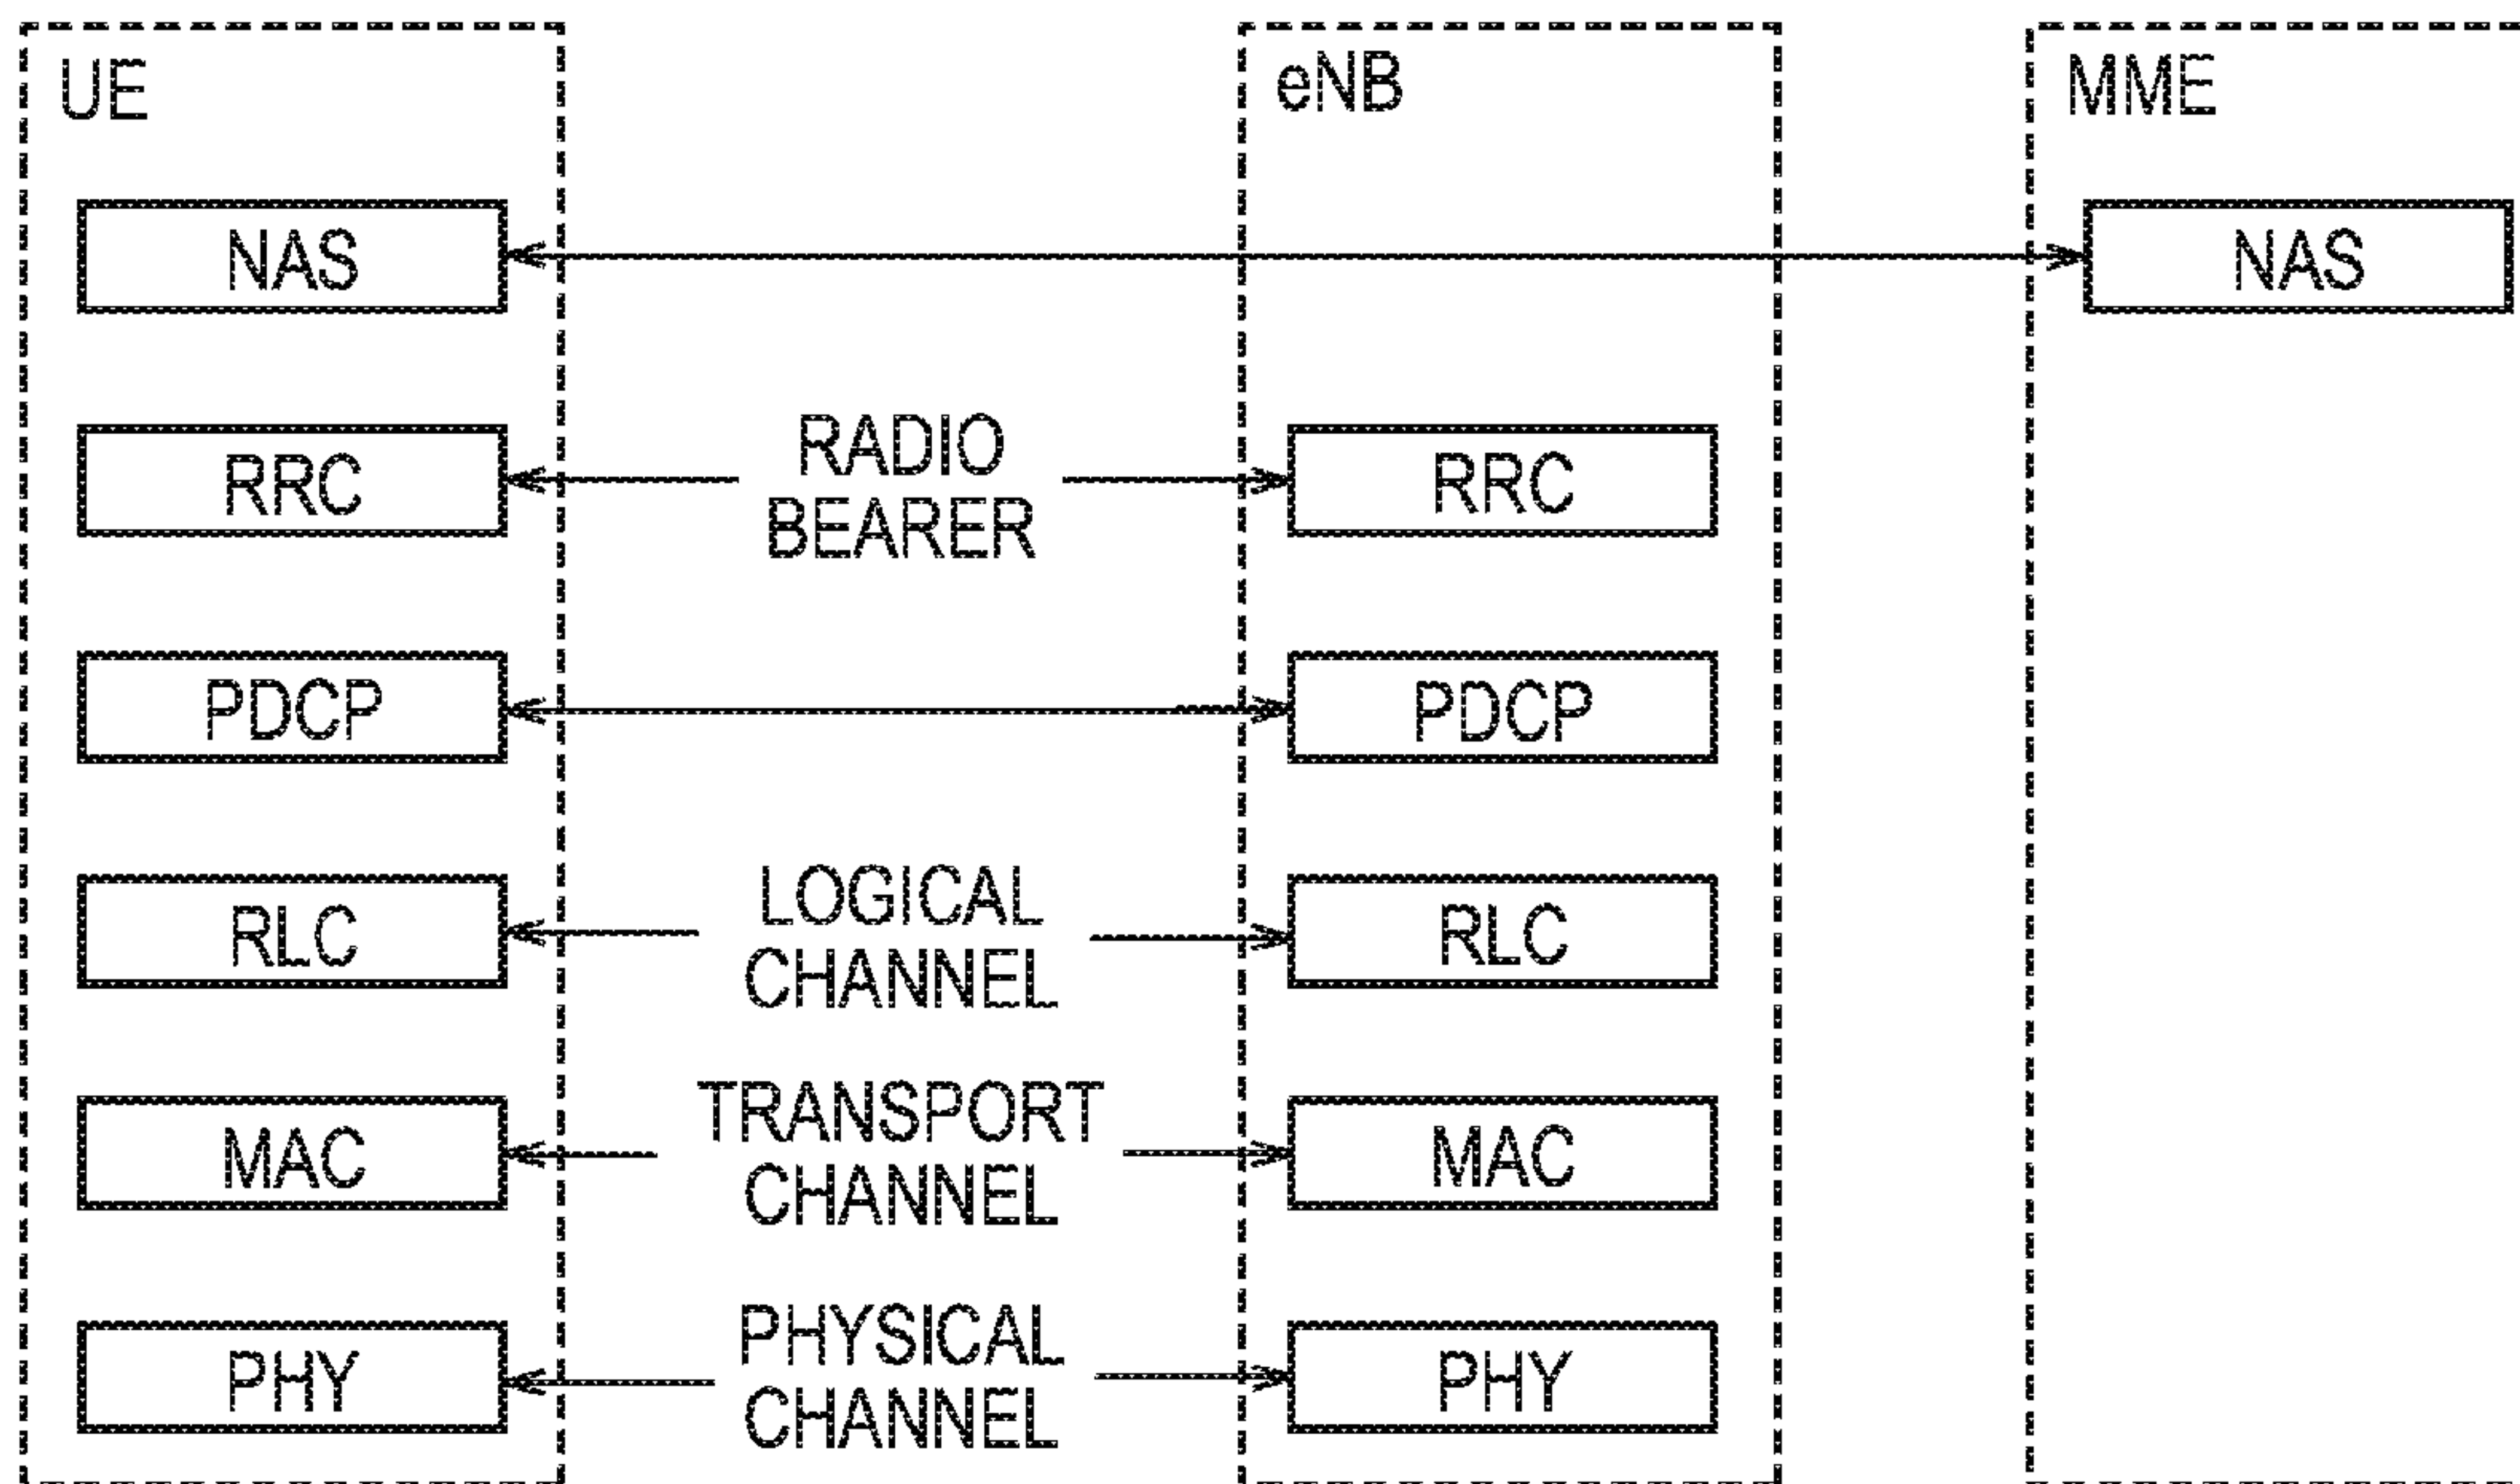 UE
eNB
MME
NAS
NAS
RRC
RADIO
BEARER
RRC
PDCP
PDCP
RLC
LOGICAL
CHANNEL
RLC
MAC
TRANSPORT
CHANNEL
MAC
PHY
PHYSICAL
CHANNEL
PHY